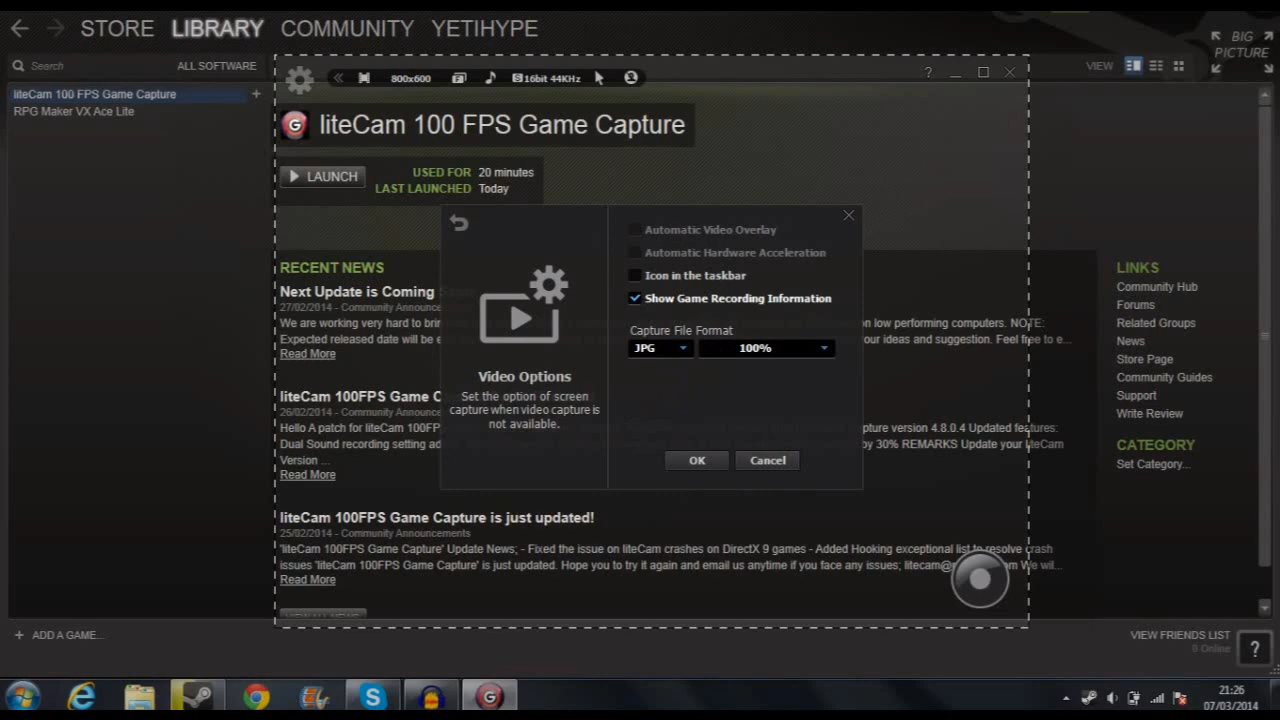 STORE LIBRARY COMMUNITY YETIHYPE
BIG PICTURE
Search ALL SOFTWARE
VIEW
liteCam 100 FPS Game Capture
RPG Maker VX Ace Lite
800x600 16bit 44KHz
?
liteCam 100 FPS Game Capture
LAUNCH
USED FOR 20 minutes
LAST LAUNCHED Today
Automatic Video Overlay
Automatic Hardware Acceleration
Icon in the taskbar
Show Game Recording Information
Capture File Format
JPG 100%
Video Options
Set the option of screen
capture when video capture is
not available.
OK Cancel
RECENT NEWS
Next Update is Coming
27/02/2014 - Community Announce
We are working very hard to bri
on low performing computers. NOTE:
Expected released date will be
our ideas and suggestion. Feel free to e...
Read More
liteCam 100FPS Game C
26/02/2014 - Community Announce
Hello A patch for liteCam 100FP
pture version 4.8.0.4 Updated features:
Dual Sound recording setting ad
by 30% REMARKS Update your liteCam
Version ...
Read More
liteCam 100FPS Game Capture is just updated!
25/02/2014 - Community Announcements
'liteCam 100FPS Game Capture' Update News; - Fixed the issue on liteCam crashes on DirectX 9 games - Added Hooking exceptional list to resolve crash
issues 'liteCam 100FPS Game Capture' is just updated. Hope you to try it again and email us anytime if you face any issues; litecam@ om We wil...
Read More
VIEW ALL NEWS
LINKS
Community Hub
Forums
Related Groups
News
Store Page
Community Guides
Support
Write Review
CATEGORY
Set Category...
+ ADD A GAME...
VIEW FRIENDS LIST
0 Online
?
21:26
07/03/2014